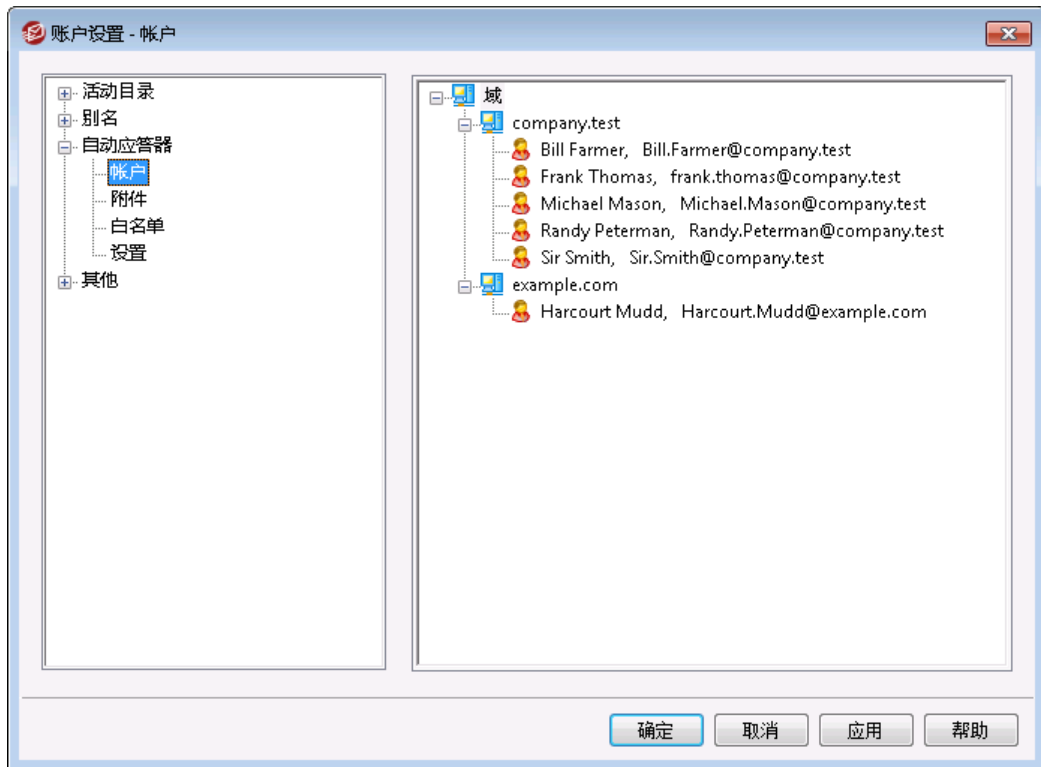 账户设置 - 帐户
活动目录
别名
自动应答器
帐户
附件
白名单
设置
其他
域
company.test
Bill Farmer, Bill.Farmer@company.test
Frank Thomas, frank.thomas@company.test
Michael Mason, Michael.Mason@company.test
Randy Peterman, Randy.Peterman@company.test
Sir Smith, Sir.Smith@company.test
example.com
Harcourt Mudd, Harcourt.Mudd@example.com
确定 取消 应用 帮助